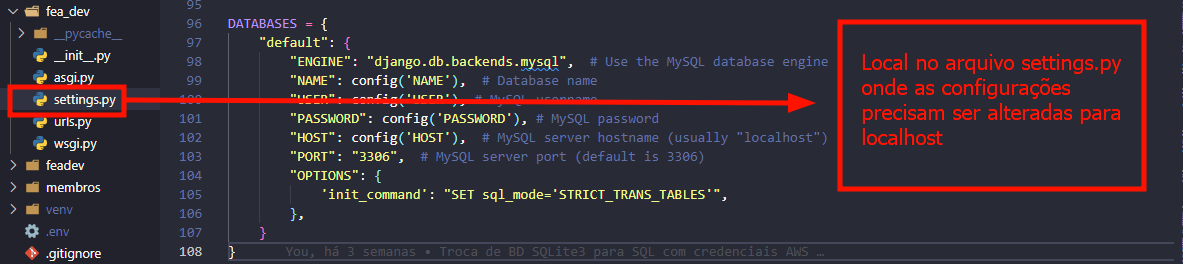 fea_dev
__pycache__
__init__.py
asgi.py
settings.py
urls.py
wsgi.py
feadev
membros
venv
.env
.gitignore
95
96 DATABASES = {
97 "default": {
98 "ENGINE": "django.db.backends.mysql", # Use the MySQL database engine
99 "NAME": config('NAME'), # Database name
100 "USER": config('USER'), # MySQL username
101 "PASSWORD": config('PASSWORD'), # MySQL password
102 "HOST": config('HOST'), # MySQL server hostname (usually "localhost")
103 "PORT": "3306", # MySQL server port (default is 3306)
104 "OPTIONS": {
105 'init_command': "SET sql_mode='STRICT_TRANS_TABLES'",
106 },
107 }
108 } You, há 3 semanas • Troca de BD SQLite3 para SQL com credenciais AWS …
Local no arquivo settings.py
onde as configurações
precisam ser alteradas para
localhost